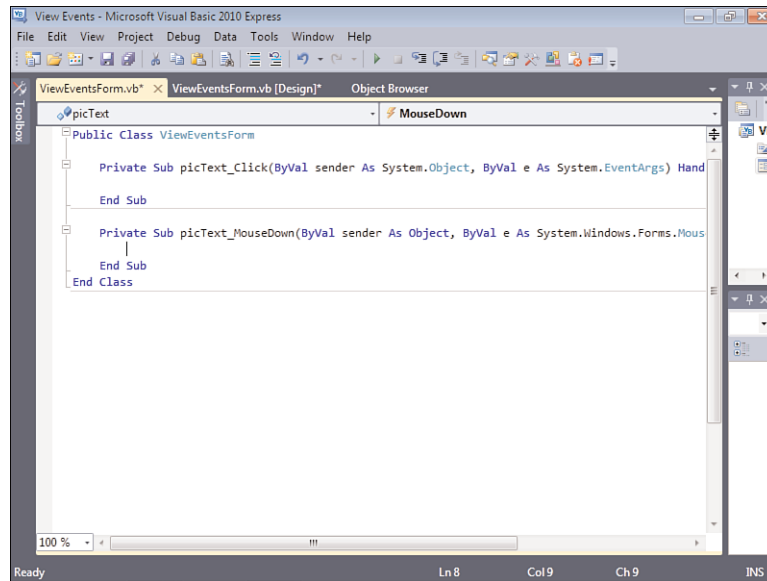 View Events - Microsoft Visual Basic 2010 Express
File Edit View Project Debug Data Tools Window Help
ViewEventsForm.vb* ViewEventsForm.vb [Design]* Object Browser
Toolbox
picText MouseDown
Public Class ViewEventsForm
Private Sub picText_Click(ByVal sender As System.Object, ByVal e As System.EventArgs) Hand
End Sub
Private Sub picText_MouseDown(ByVal sender As Object, ByVal e As System.Windows.Forms.Mous
End Sub
End Class
100 %
Ready Ln 8 Col 9 Ch 9 INS